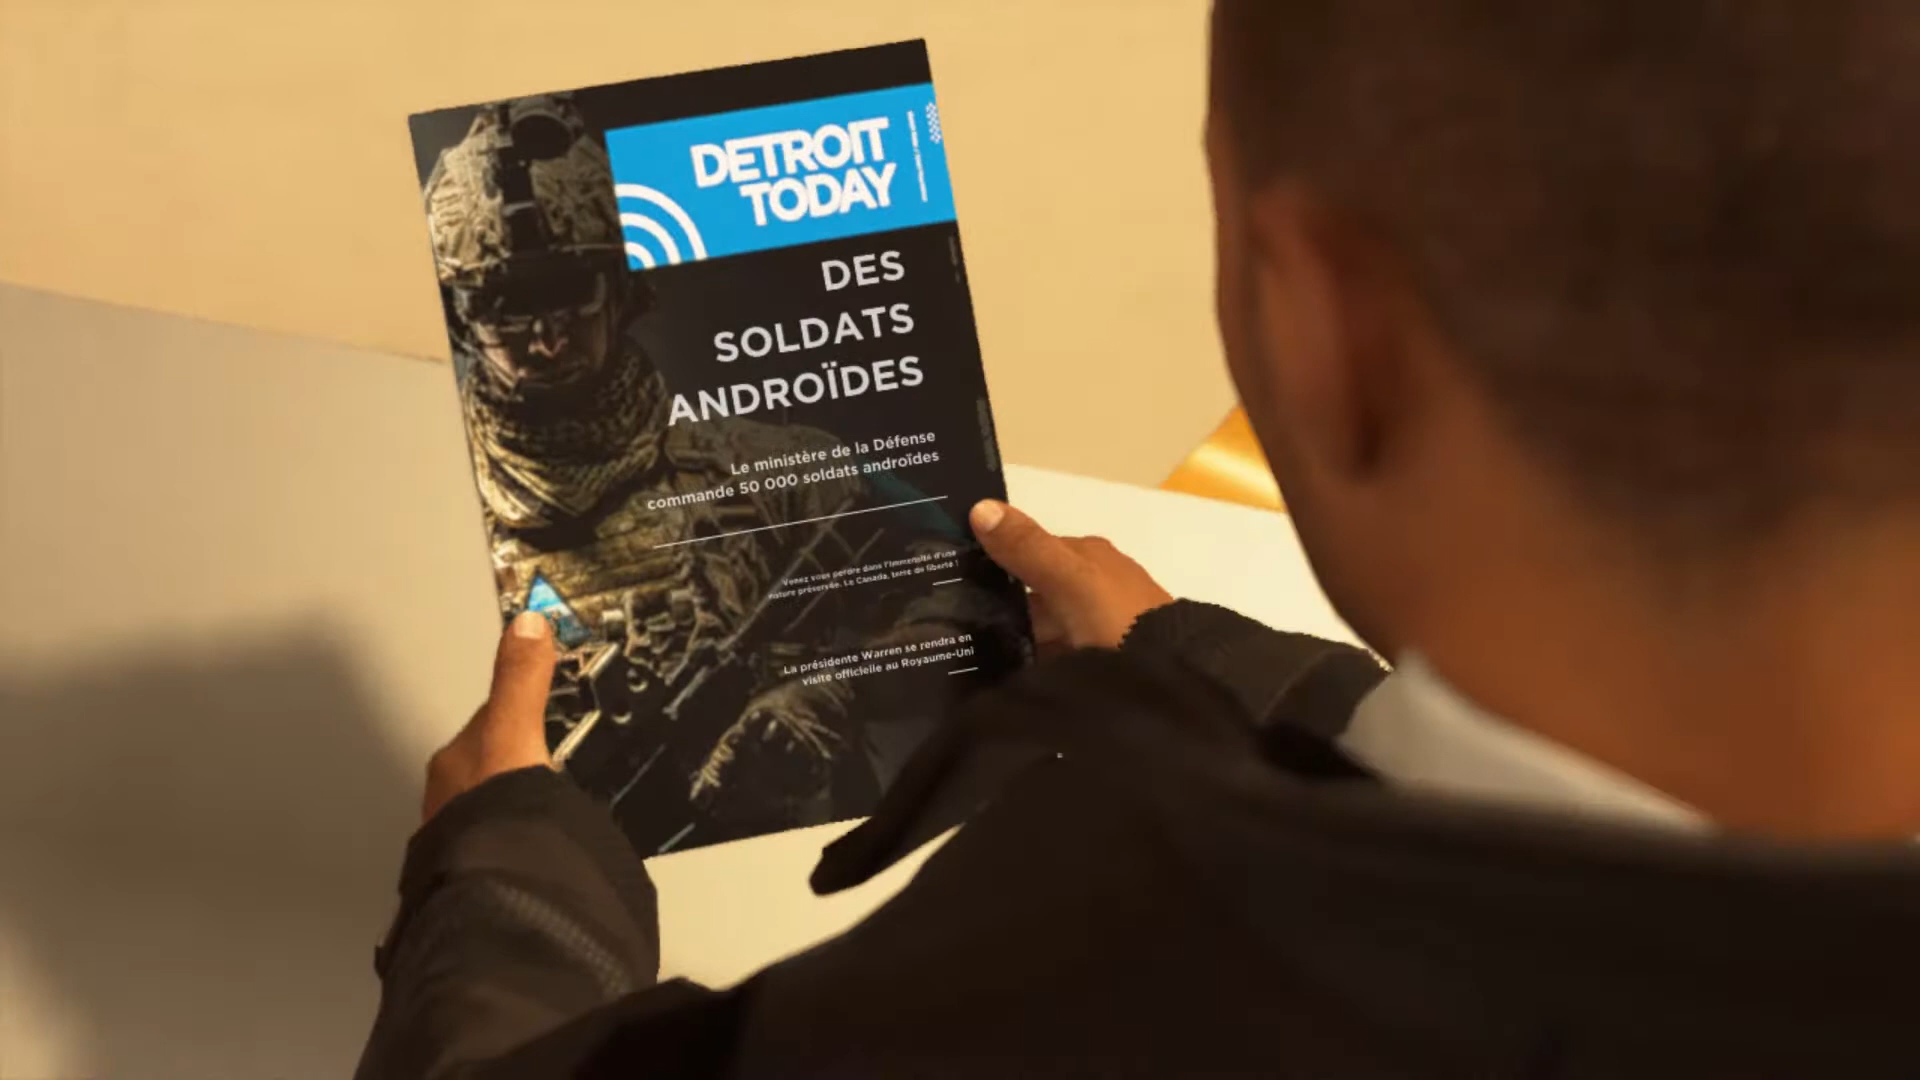 DETROIT
TODAY
DES
SOLDATS
ANDROÏDES
Le ministère de la Défense
commande 50 000 soldats androïdes
Venez vous perdre dans l'immensité d'une
nature préservée. Le Canada, terre de liberté !
La présidente Warren se rendra en
visite officielle au Royaume-Uni